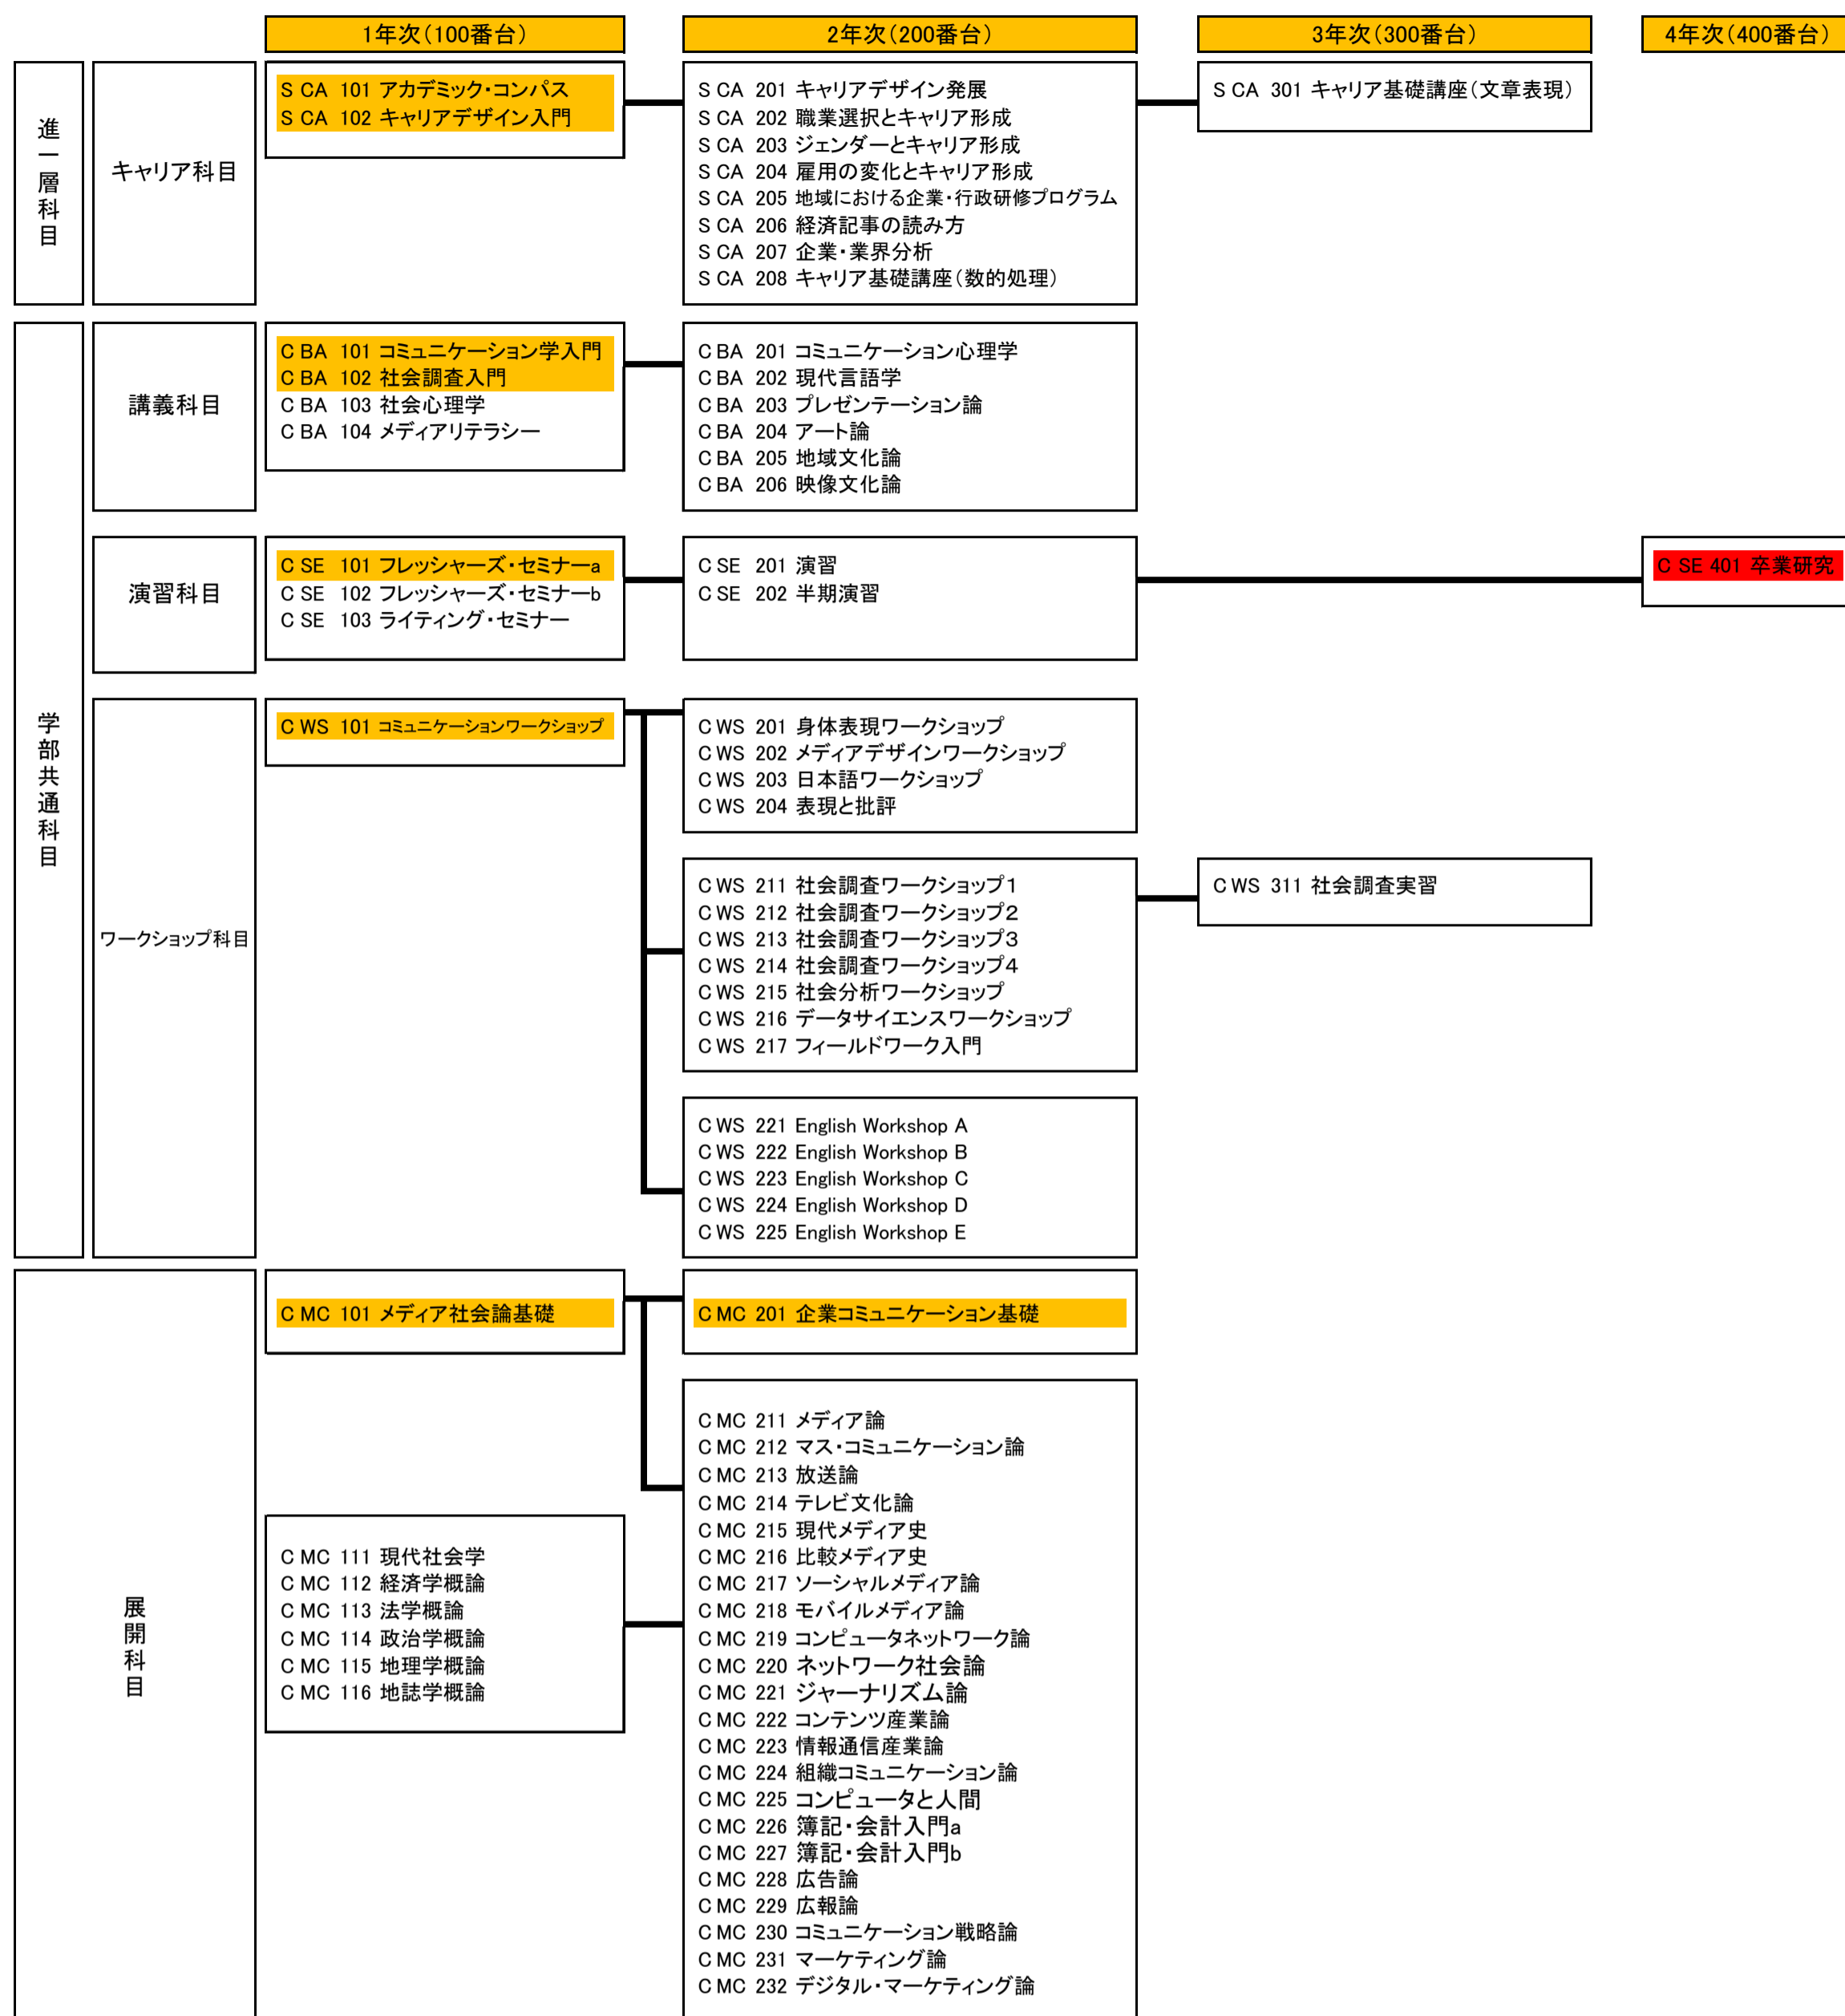 1年次(100番台)
2年次(200番台)
3年次(300番台)
4年次(400番台)
進一層科目
キャリア科目
S CA 101 アカデミック・コンパス
S CA 102 キャリアデザイン入門
S CA 201 キャリアデザイン発展
S CA 202 職業選択とキャリア形成
S CA 203 ジェンダーとキャリア形成
S CA 204 雇用の変化とキャリア形成
S CA 205 地域における企業・行政研修プログラム
S CA 206 経済記事の読み方
S CA 207 企業・業界分析
S CA 208 キャリア基礎講座(数的処理)
S CA 301 キャリア基礎講座(文章表現)
学部共通科目
講義科目
C BA 101 コミュニケーション学入門
C BA 102 社会調査入門
C BA 103 社会心理学
C BA 104 メディアリテラシー
C BA 201 コミュニケーション心理学
C BA 202 現代言語学
C BA 203 プレゼンテーション論
C BA 204 アート論
C BA 205 地域文化論
C BA 206 映像文化論
演習科目
C SE 101 フレッシャーズ・セミナーa
C SE 102 フレッシャーズ・セミナーb
C SE 103 ライティング・セミナー
C SE 201 演習
C SE 202 半期演習
C SE 401 卒業研究
ワークショップ科目
C WS 101 コミュニケーションワークショップ
C WS 201 身体表現ワークショップ
C WS 202 メディアデザインワークショップ
C WS 203 日本語ワークショップ
C WS 204 表現と批評
C WS 211 社会調査ワークショップ1
C WS 212 社会調査ワークショップ2
C WS 213 社会調査ワークショップ3
C WS 214 社会調査ワークショップ4
C WS 215 社会分析ワークショップ
C WS 216 データサイエンスワークショップ
C WS 217 フィールドワーク入門
C WS 311 社会調査実習
C WS 221 English Workshop A
C WS 222 English Workshop B
C WS 223 English Workshop C
C WS 224 English Workshop D
C WS 225 English Workshop E
展開科目
C MC 101 メディア社会論基礎
C MC 201 企業コミュニケーション基礎
C MC 111 現代社会学
C MC 112 経済学概論
C MC 113 法学概論
C MC 114 政治学概論
C MC 115 地理学概論
C MC 116 地誌学概論
C MC 211 メディア論
C MC 212 マス・コミュニケーション論
C MC 213 放送論
C MC 214 テレビ文化論
C MC 215 現代メディア史
C MC 216 比較メディア史
C MC 217 ソーシャルメディア論
C MC 218 モバイルメディア論
C MC 219 コンピュータネットワーク論
C MC 220 ネットワーク社会論
C MC 221 ジャーナリズム論
C MC 222 コンテンツ産業論
C MC 223 情報通信産業論
C MC 224 組織コミュニケーション論
C MC 225 コンピュータと人間
C MC 226 簿記・会計入門a
C MC 227 簿記・会計入門b
C MC 228 広告論
C MC 229 広報論
C MC 230 コミュニケーション戦略論
C MC 231 マーケティング論
C MC 232 デジタル・マーケティング論